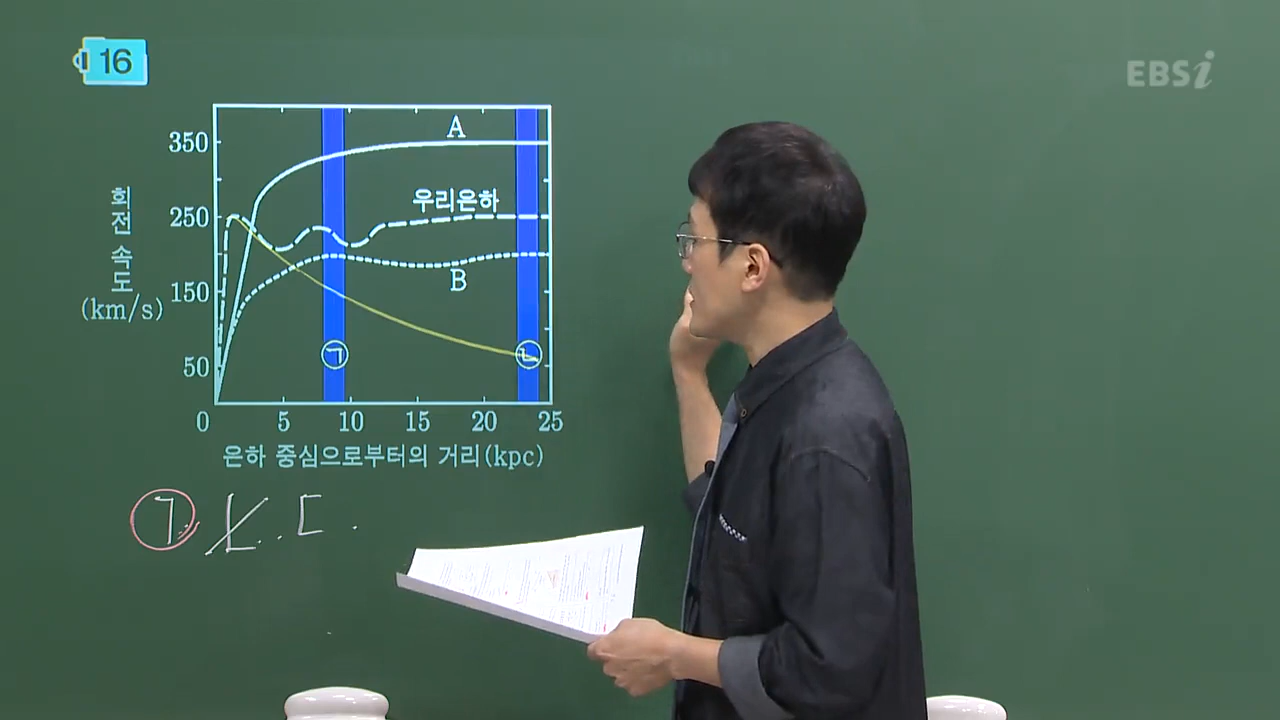 16
EBSi
회전 속도
(km/s)
350
250
150
50
A
우리은하
B
ㄱ
ㄴ
0 5 10 15 20 25
은하 중심으로부터의 거리(kpc)
ㄱ. ㄴ. ㄷ.